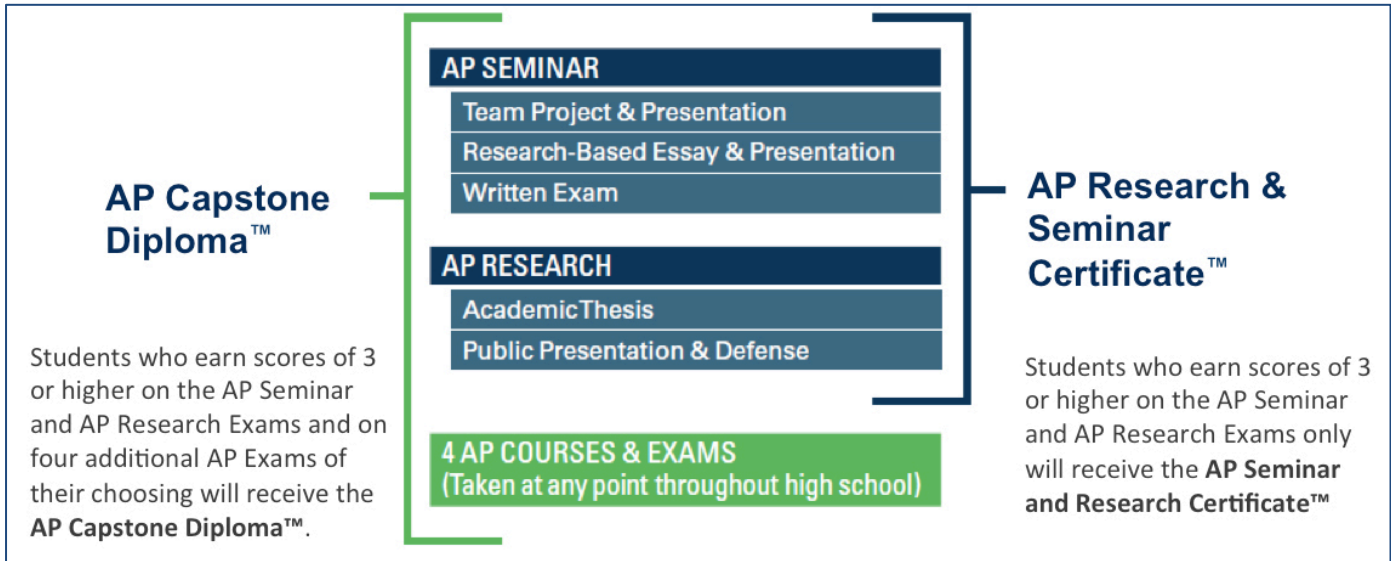 AP Capstone
Diploma™
Students who earn scores of 3
or higher on the AP Seminar
and AP Research Exams and on
four additional AP Exams of
their choosing will receive the
AP Capstone Diploma™.
AP SEMINAR
Team Project & Presentation
Research-Based Essay & Presentation
Written Exam
AP RESEARCH
AcademicThesis
Public Presentation & Defense
4 AP COURSES & EXAMS
(Taken at any point throughout high school)
AP Research &
Seminar
Certificate™
Students who earn scores of 3
or higher on the AP Seminar
and AP Research Exams only
will receive the AP Seminar
and Research Certificate™